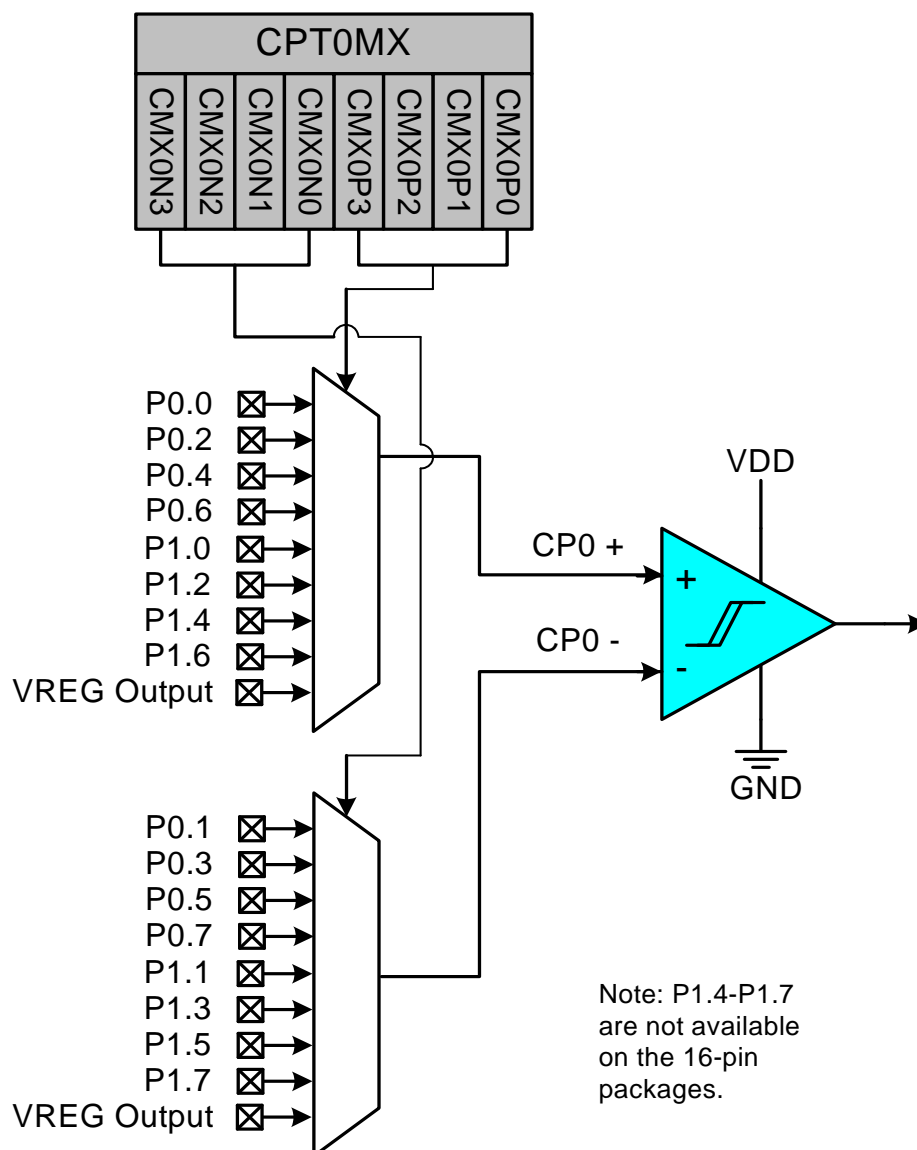 CPT0MX
CMX0N3
CMX0N2
CMX0N1
CMX0N0
CMX0P3
CMX0P2
CMX0P1
CMX0P0
P0.0
P0.2
P0.4
P0.6
P1.0
P1.2
P1.4
P1.6
VREG Output
VDD
CP0 +
+
CP0 -
-
GND
P0.1
P0.3
P0.5
P0.7
P1.1
P1.3
P1.5
P1.7
VREG Output
Note: P1.4-P1.7
are not available
on the 16-pin
packages.